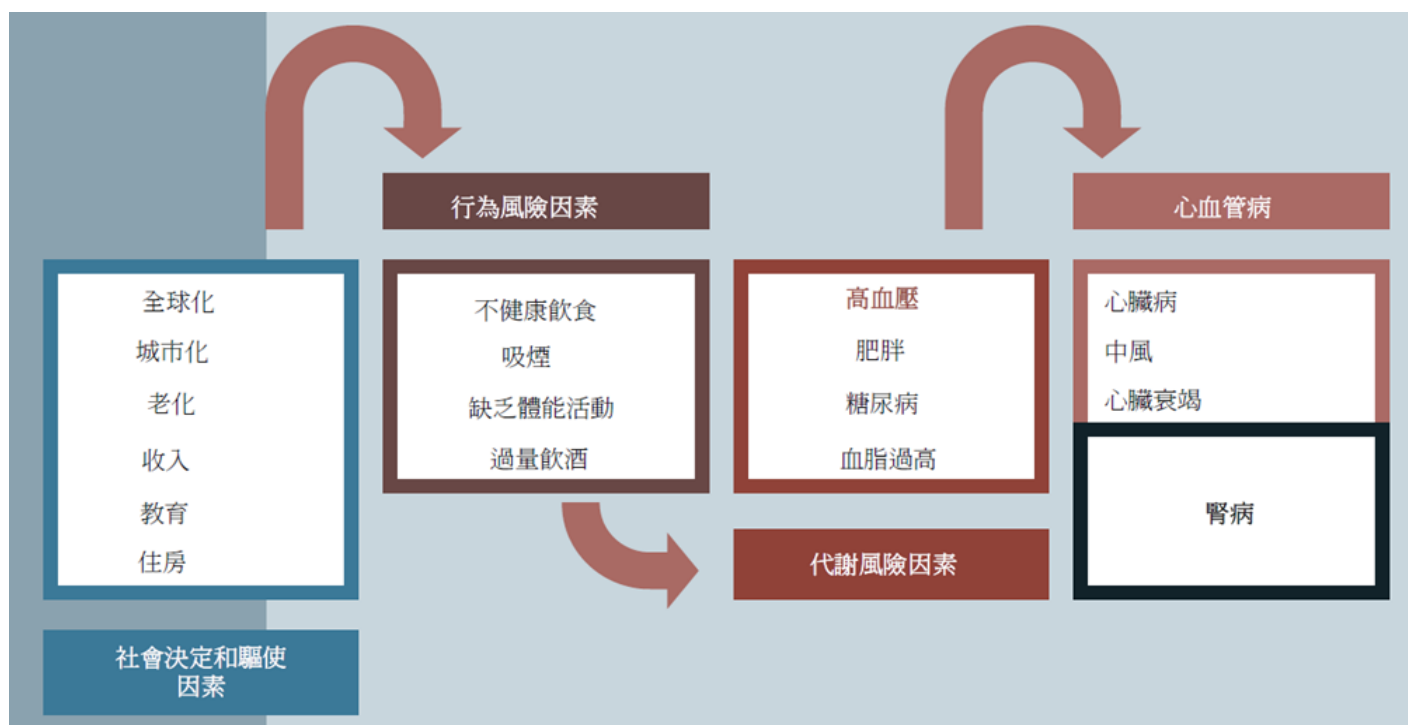 全球化
城市化
老化
收入
教育
住房
社會決定和驅使
因素
行為風險因素
不健康飲食
吸煙
缺乏體能活動
過量飲酒
高血壓
肥胖
糖尿病
血脂過高
代謝風險因素
心血管病
心臟病
中風
心臟衰竭
腎病